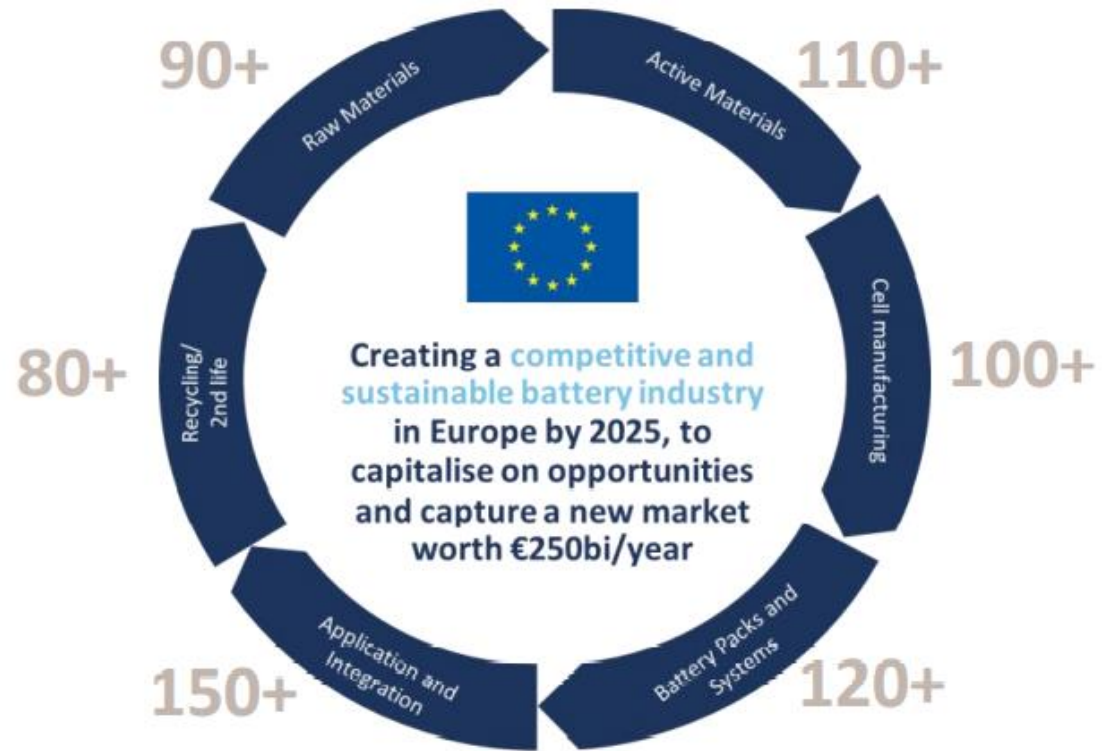 90+
Raw Materials
Active Materials
110+
Cell manufacturing
100+
Battery Packs and
Systems
120+
Application and
Integration
150+
Recycling/
2nd life
80+
Creating a competitive and
sustainable battery industry
in Europe by 2025, to
capitalise on opportunities
and capture a new market
worth €250bi/year